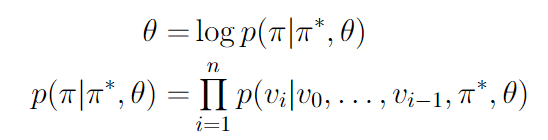 θ = log p(π|π*, θ)
p(π|π*, θ) = ∏_{i=1}^{n} p(v_i|v_0, . . . , v_{i−1}, π*, θ)